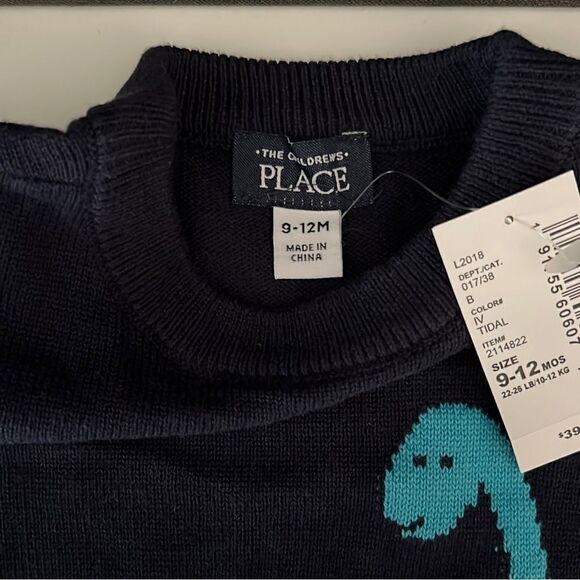 • THE CHILDREN'S •
PLACE
9-12M
MADE IN
CHINA
L2018
DEPT./CAT.
017/38
B
COLOR#
IV
TIDAL
ITEM#
2114822
SIZE
9-12 MOS
22-26 LB/10-12 KG
$39